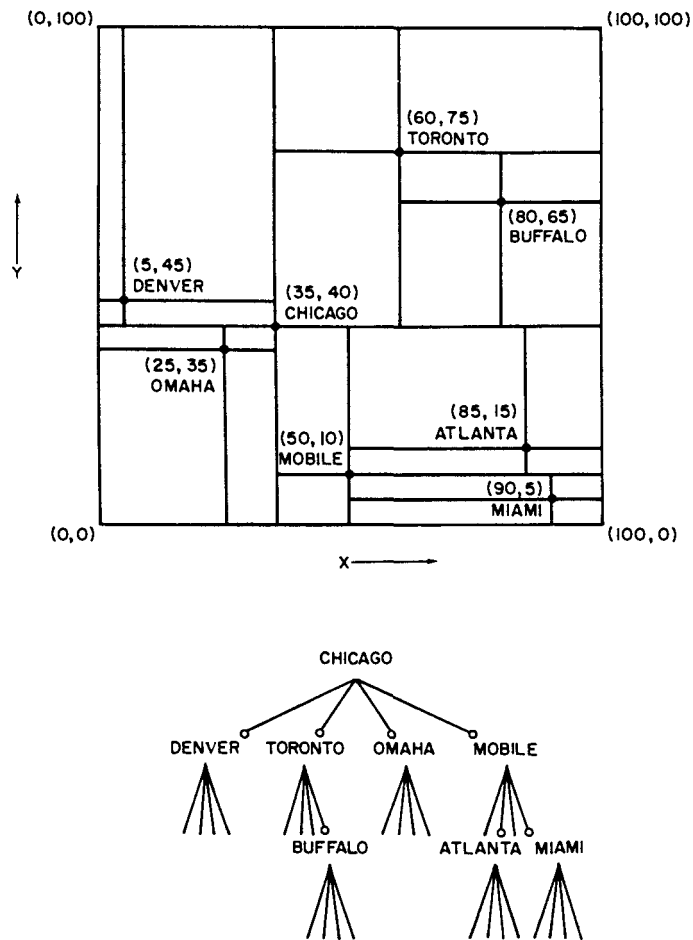 (0,100)
(100,100)
(60,75)
TORONTO
(80,65)
BUFFALO
Y
(5,45)
DENVER
(35,40)
CHICAGO
(25,35)
OMAHA
(85,15)
ATLANTA
(50,10)
MOBILE
(90,5)
MIAMI
(0,0)
(100,0)
X
CHICAGO
DENVER TORONTO OMAHA MOBILE
BUFFALO ATLANTA MIAMI